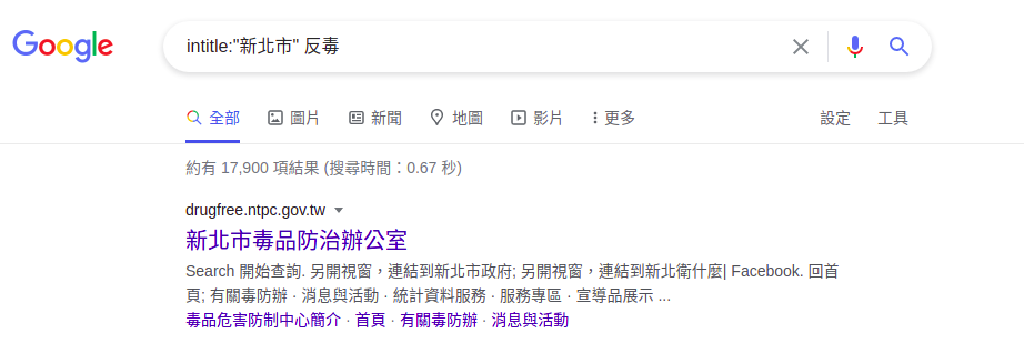 Google
intitle:"新北市" 反毒
全部 圖片 新聞 地圖 影片 更多 設定 工具
約有 17,900 項結果 (搜尋時間：0.67 秒)
drugfree.ntpc.gov.tw
新北市毒品防治辦公室
Search 開始查詢. 另開視窗，連結到新北市政府; 另開視窗，連結到新北衛什麼| Facebook. 回首
頁; 有關毒防辦 · 消息與活動 · 統計資料服務 · 服務專區 · 宣導品展示 ...
毒品危害防制中心簡介 · 首頁 · 有關毒防辦 · 消息與活動